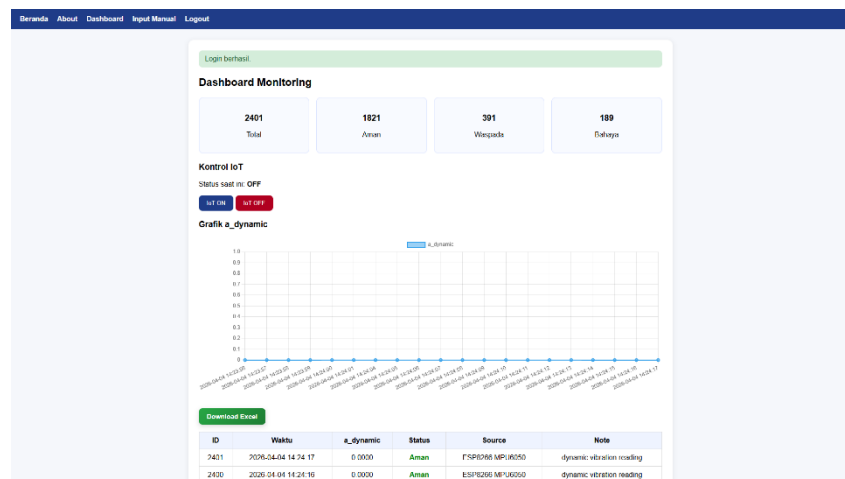 Beranda About Dashboard Input Manual Logout
Login berhasil.
Dashboard Monitoring
2401 1821 391 189
Total Aman Waspada Bahaya
Kontrol IoT
Status saat ini: OFF
IoT ON IoT OFF
Grafik a_dynamic
a_dynamic
1.0
0.9
0.8
0.7
0.6
0.5
0.4
0.3
0.2
0.1
0
Download Excel
ID Waktu a_dynamic Status Source Note
2401 2026-04-04 14:24:17 0.0000 Aman ESP8266-MPU6050 dynamic vibration reading
2400 2026-04-04 14:24:16 0.0000 Aman ESP8266-MPU6050 dynamic vibration reading